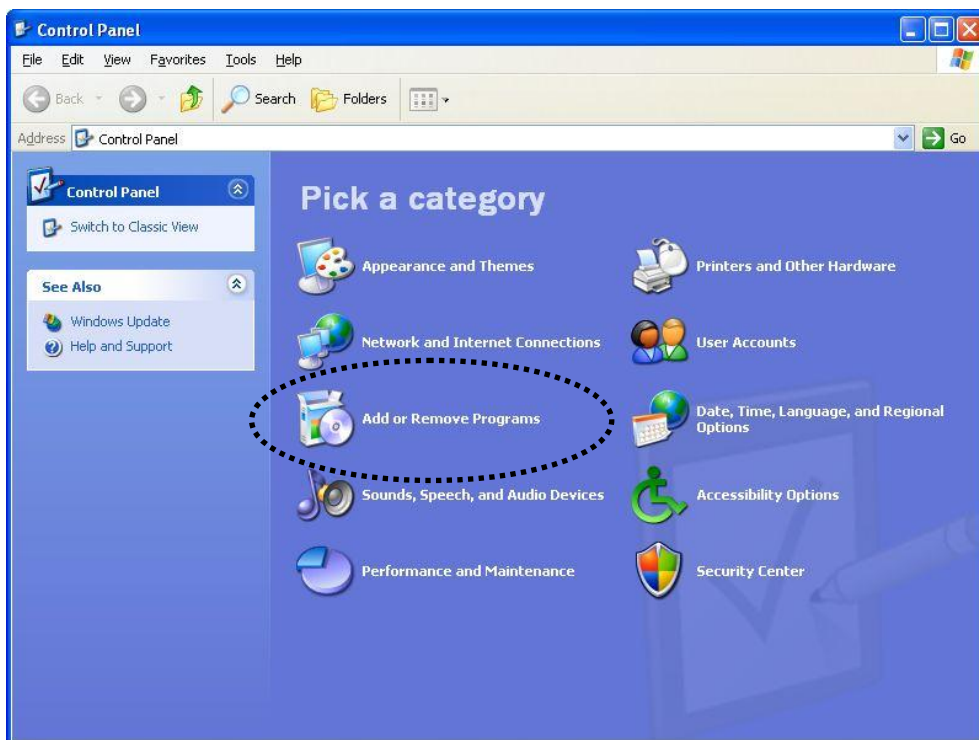 Control Panel
File Edit View Favorites Tools Help
Back Search Folders
Address Control Panel Go
Control Panel
Switch to Classic View
See Also
Windows Update
Help and Support
Pick a category
Appearance and Themes
Printers and Other Hardware
Network and Internet Connections
User Accounts
Add or Remove Programs
Date, Time, Language, and Regional
Options
Sounds, Speech, and Audio Devices
Accessibility Options
Performance and Maintenance
Security Center